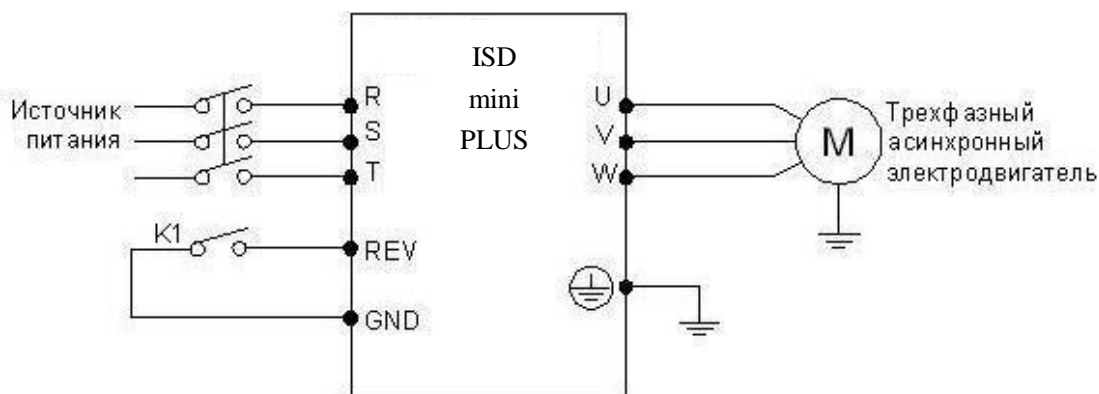 ISD
mini
PLUS
Источник
питания
R
S
T
K1
REV
GND
U
V
W
M
Трехфазный
асинхронный
электродвигатель